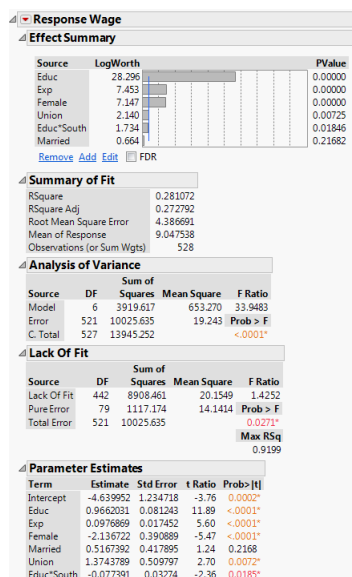 Response Wage
Effect Summary
Source LogWorth PValue
Educ 28.296 0.00000
Exp 7.453 0.00000
Female 7.147 0.00000
Union 2.140 0.00725
Educ*South 1.734 0.01846
Married 0.664 0.21682
Remove Add Edit FDR
Summary of Fit
RSquare 0.281072
RSquare Adj 0.272792
Root Mean Square Error 4.386691
Mean of Response 9.047538
Observations (or Sum Wgts) 528
Analysis of Variance
Sum of
Source DF Squares Mean Square F Ratio
Model 6 3919.617 653.270 33.9483
Error 521 10025.635 19.243 Prob > F
C. Total 527 13945.252 <.0001*
Lack Of Fit
Sum of
Source DF Squares Mean Square F Ratio
Lack Of Fit 442 8908.461 20.1549 1.4252
Pure Error 79 1117.174 14.1414 Prob > F
Total Error 521 10025.635 0.0271*
Max RSq
0.9199
Parameter Estimates
Term Estimate Std Error t Ratio Prob>|t|
Intercept -4.639952 1.234718 -3.76 0.0002*
Educ 0.9662031 0.081243 11.89 <.0001*
Exp 0.0976869 0.017452 5.60 <.0001*
Female -2.136722 0.390889 -5.47 <.0001*
Married 0.5167392 0.417895 1.24 0.2168
Union 1.3743789 0.509797 2.70 0.0072*
Educ*South -0.077391 0.03274 -2.36 0.0185*